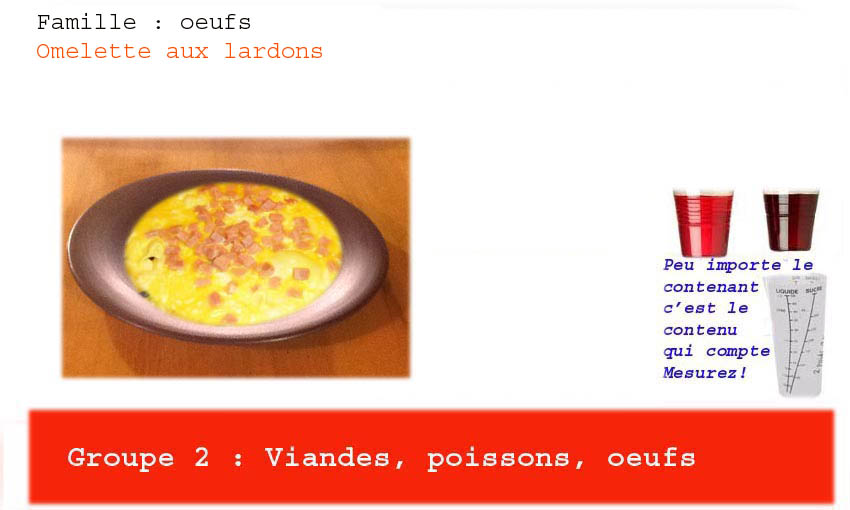 Famille : oeufs
Omelette aux lardons
Peu importe le
contenant
c’est le
contenu
qui compte
Mesurez!
LIQUIDE SUCRE
Groupe 2 : Viandes, poissons, oeufs